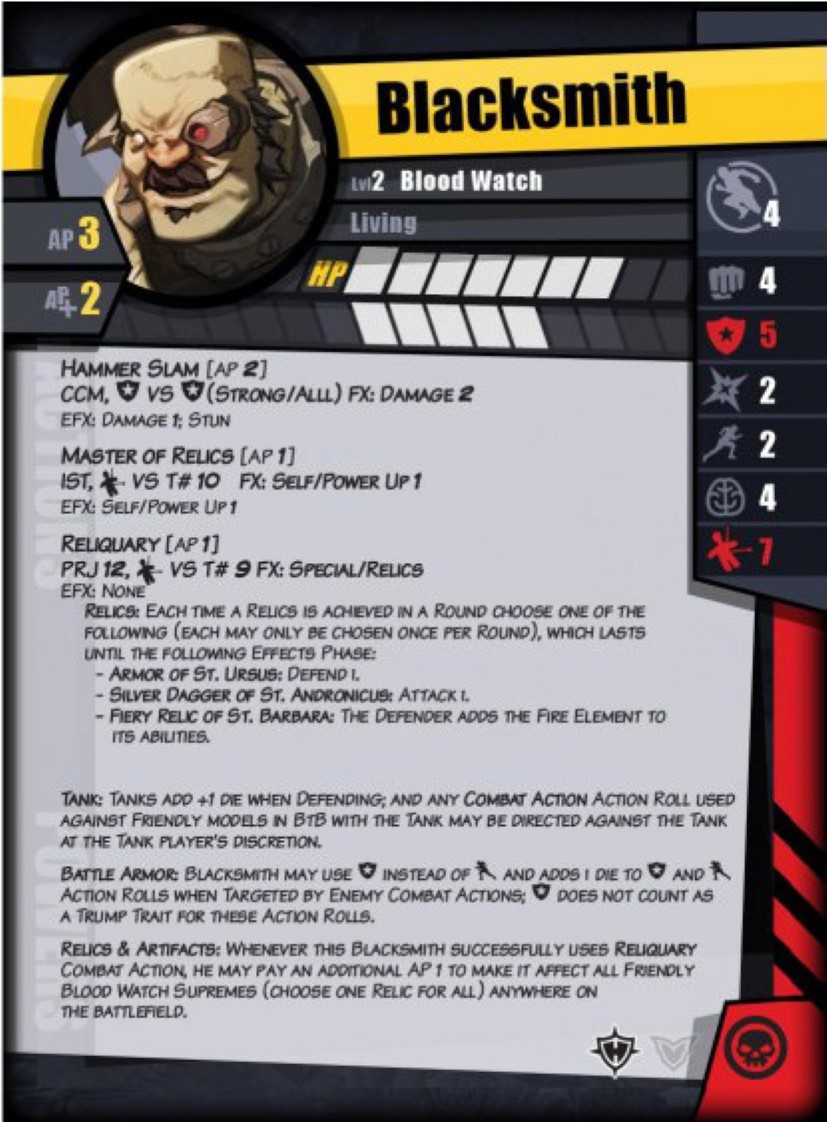 Blacksmith
Lvl2 Blood Watch
Living
AP 3
AP+ 2
HP
4
4
5
2
2
4
7
ACTIONS
HAMMER SLAM [AP 2]
CCM, VS (STRONG/ALLL) FX: DAMAGE 2
EFX: DAMAGE 1; STUN
MASTER OF RELICS [AP 1]
IST, VS T# 10 FX: SELF/POWER UP 1
EFX: SELF/POWER UP 1
RELIQUARY [AP 1]
PRJ 12, VS T# 9 FX: SPECIAL/RELICS
EFX: NONE
RELICS: EACH TIME A RELICS IS ACHIEVED IN A ROUND CHOOSE ONE OF THE
FOLLOWING (EACH MAY ONLY BE CHOSEN ONCE PER ROUND), WHICH LASTS
UNTIL THE FOLLOWING EFFECTS PHASE:
- ARMOR OF ST. URSUS: DEFEND 1.
- SILVER DAGGER OF ST. ANDRONICUS: ATTACK 1.
- FIERY RELIC OF ST. BARBARA: THE DEFENDER ADDS THE FIRE ELEMENT TO
ITS ABILITIES.
POWERS
TANK: TANKS ADD +1 DIE WHEN DEFENDING; AND ANY COMBAT ACTION ACTION ROLL USED
AGAINST FRIENDLY MODELS IN BTB WITH THE TANK MAY BE DIRECTED AGAINST THE TANK
AT THE TANK PLAYER'S DISCRETION.
BATTLE ARMOR: BLACKSMITH MAY USE INSTEAD OF AND ADDS 1 DIE TO AND
ACTION ROLLS WHEN TARGETED BY ENEMY COMBAT ACTIONS; DOES NOT COUNT AS
A TRUMP TRAIT FOR THESE ACTION ROLLS.
RELICS & ARTIFACTS: WHENEVER THIS BLACKSMITH SUCCESSFULLY USES RELIQUARY
COMBAT ACTION, HE MAY PAY AN ADDITIONAL AP 1 TO MAKE IT AFFECT ALL FRIENDLY
BLOOD WATCH SUPREMES (CHOOSE ONE RELIC FOR ALL) ANYWHERE ON
THE BATTLEFIELD.